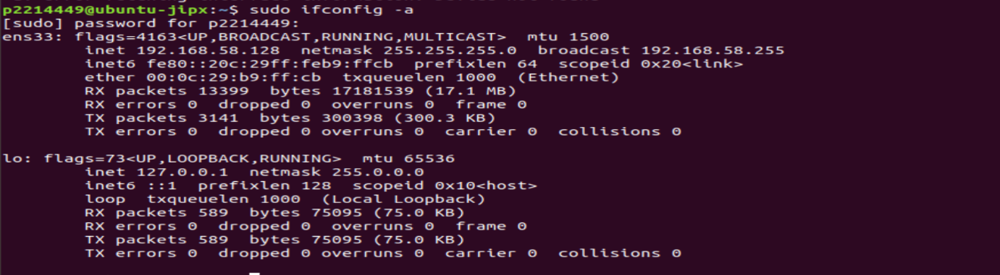 p2214449@ubuntu-jipx:~$ sudo ifconfig -a
[sudo] password for p2214449:
ens33: flags=4163<UP,BROADCAST,RUNNING,MULTICAST>  mtu 1500
        inet 192.168.58.128  netmask 255.255.255.0  broadcast 192.168.58.255
        inet6 fe80::20c:29ff:feb9:ffcb  prefixlen 64  scopeid 0x20<link>
        ether 00:0c:29:b9:ff:cb  txqueuelen 1000  (Ethernet)
        RX packets 13399  bytes 17181539 (17.1 MB)
        RX errors 0  dropped 0  overruns 0  frame 0
        TX packets 3141  bytes 300398 (300.3 KB)
        TX errors 0  dropped 0 overruns 0  carrier 0  collisions 0

lo: flags=73<UP,LOOPBACK,RUNNING>  mtu 65536
        inet 127.0.0.1  netmask 255.0.0.0
        inet6 ::1  prefixlen 128  scopeid 0x10<host>
        loop  txqueuelen 1000  (Local Loopback)
        RX packets 589  bytes 75095 (75.0 KB)
        RX errors 0  dropped 0  overruns 0  frame 0
        TX packets 589  bytes 75095 (75.0 KB)
        TX errors 0  dropped 0 overruns 0  carrier 0  collisions 0